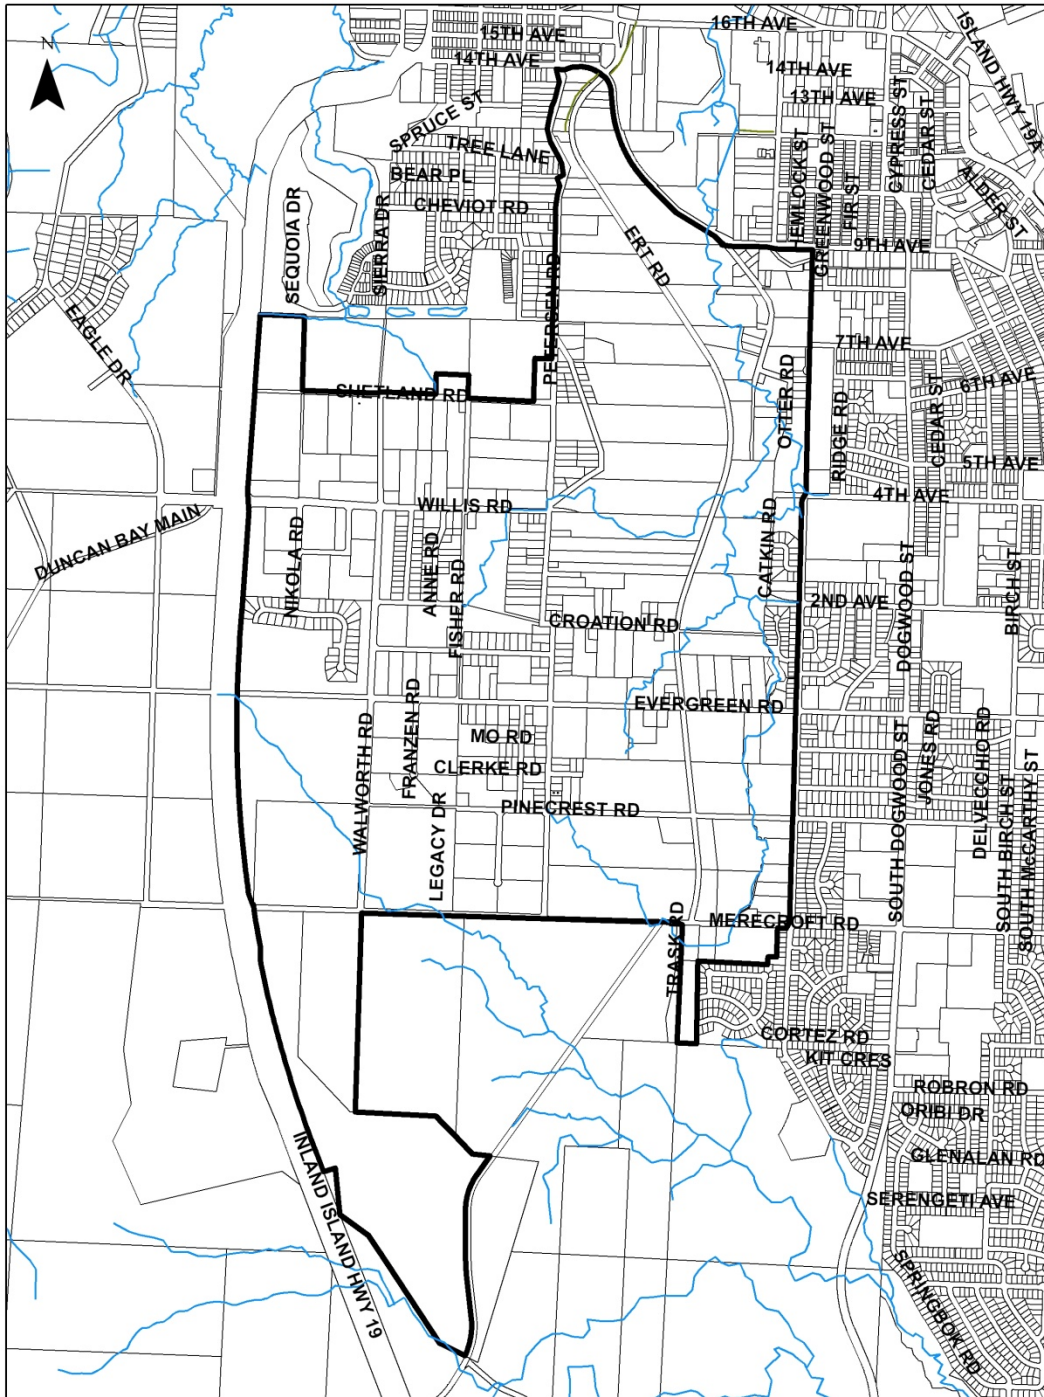 16TH AVE
ISLAND HWY 19A
15TH AVE
N
14TH AVE
14TH AVE
13TH AVE
CYPRESS ST
CEDAR ST
SPRUCE ST
TREE LANE
BEAR PL
HEMLOCK ST
GREENWOOD ST
FIR ST
ALDER ST
CHEVIOT RD
SEQUOIA DR
SIERRA DR
ERT RD
9TH AVE
PETERSEN RD
EAGLE DR
7TH AVE
6TH AVE
SHETLAND RD
OTTER RD
RIDGE RD
CEDAR ST
5TH AVE
4TH AVE
WILLIS RD
DUNCAN BAY MAIN
NIKOLA RD
ANNE RD
FISHER RD
CATKIN RD
2ND AVE
DOGWOOD ST
BIRCH ST
CROATION RD
EVERGREEN RD
WALWORTH RD
FRANZEN RD
MO RD
CLERKE RD
PINECREST RD
LEGACY DR
SOUTH DOGWOOD ST
JONES RD
DELVECCHIO RD
SOUTH BIRCH ST
SOUTH McCARTHY ST
MERECROFT RD
TRASK RD
CORTEZ RD
KIT CRES
ROBRON RD
ORIBI DR
GLENALAN RD
INLAND ISLAND HWY 19
SERENGETI AVE
SPRINGBOK RD